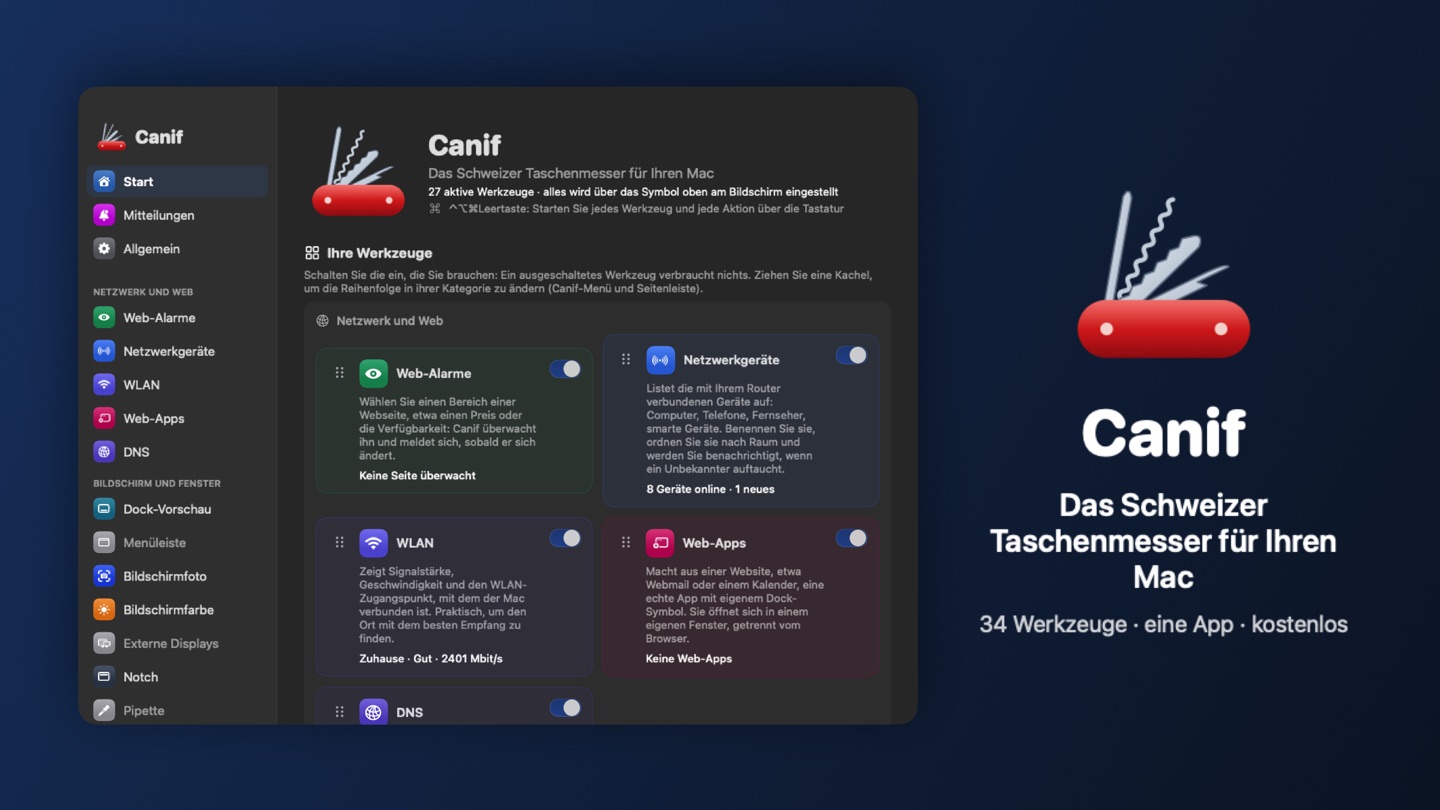 Canif
Start
Mitteilungen
Allgemein
NETZWERK UND WEB
Web-Alarme
Netzwerkgeräte
WLAN
Web-Apps
DNS
BILDSCHIRM UND FENSTER
Dock-Vorschau
Menüleiste
Bildschirmfoto
Bildschirmfarbe
Externe Displays
Notch
Pipette
Canif
Das Schweizer Taschenmesser für Ihren Mac
27 aktive Werkzeuge · alles wird über das Symbol oben am Bildschirm eingestellt
⌘ ^⌥⌘Leertaste: Starten Sie jedes Werkzeug und jede Aktion über die Tastatur
Ihre Werkzeuge
Schalten Sie die ein, die Sie brauchen: Ein ausgeschaltetes Werkzeug verbraucht nichts. Ziehen Sie eine Kachel,
um die Reihenfolge in ihrer Kategorie zu ändern (Canif-Menü und Seitenleiste).
Netzwerk und Web
Web-Alarme
Wählen Sie einen Bereich einer
Webseite, etwa einen Preis oder
die Verfügbarkeit: Canif überwacht
ihn und meldet sich, sobald er sich
ändert.
Keine Seite überwacht
Netzwerkgeräte
Listet die mit Ihrem Router
verbundenen Geräte auf:
Computer, Telefone, Fernseher,
smarte Geräte. Benennen Sie sie,
ordnen Sie sie nach Raum und
werden Sie benachrichtigt, wenn
ein Unbekannter auftaucht.
8 Geräte online · 1 neues
WLAN
Zeigt Signalstärke,
Geschwindigkeit und den WLAN-
Zugangspunkt, mit dem der Mac
verbunden ist. Praktisch, um den
Ort mit dem besten Empfang zu
finden.
Zuhause · Gut · 2401 Mbit/s
Web-Apps
Macht aus einer Website, etwa
Webmail oder einem Kalender, eine
echte App mit eigenem Dock-
Symbol. Sie öffnet sich in einem
eigenen Fenster, getrennt vom
Browser.
Keine Web-Apps
DNS
Canif
Das Schweizer
Taschenmesser für Ihren
Mac
34 Werkzeuge · eine App · kostenlos